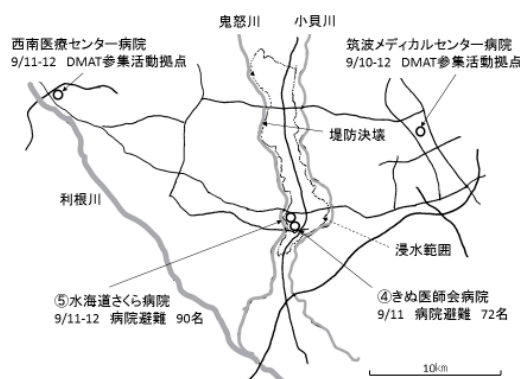 鬼怒川
小貝川
西南医療センター病院
9/11-12 DMAT参集活動拠点
筑波メディカルセンター病院
9/10-12 DMAT参集活動拠点
堤防決壊
利根川
浸水範囲
⑤水海道さくら病院
9/11-12 病院避難 90名
④きぬ医師会病院
9/11 病院避難 72名
10km